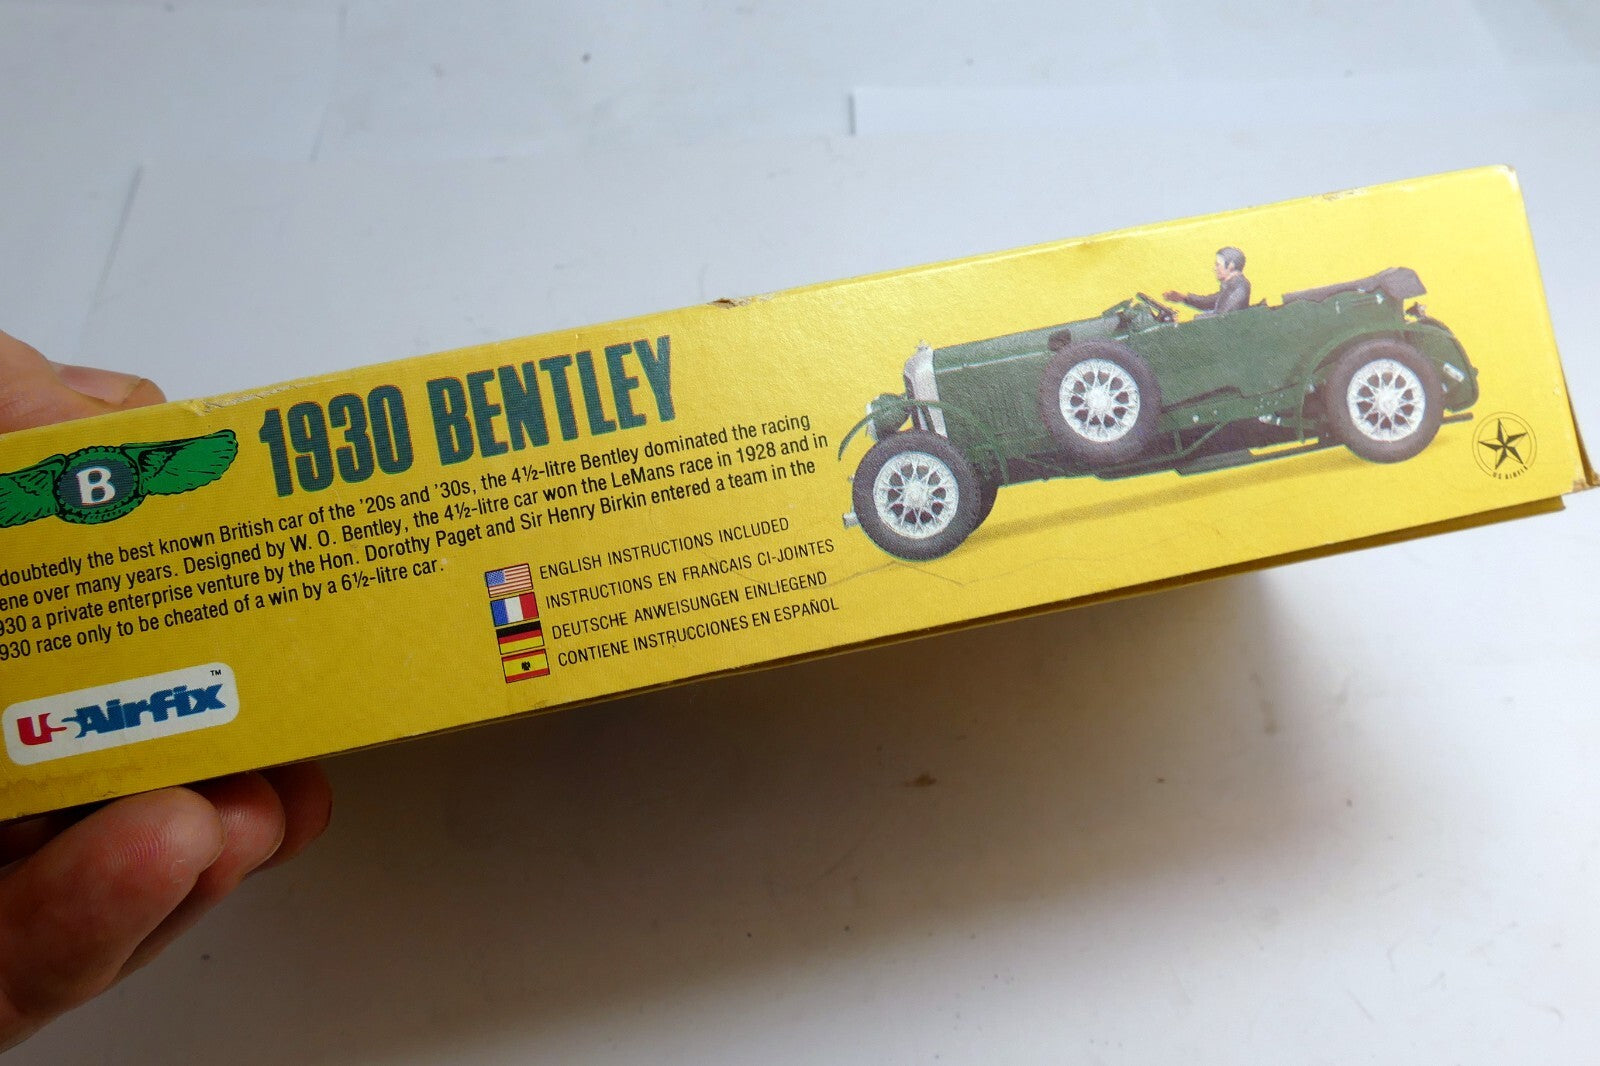 B
1930 BENTLEY
doubtedly the best known British car of the '20s and '30s, the 4½-litre Bentley dominated the racing
ene over many years. Designed by W. O. Bentley, the 4½-litre car won the LeMans race in 1928 and in
930 a private enterprise venture by the Hon. Dorothy Paget and Sir Henry Birkin entered a team in the
930 race only to be cheated of a win by a 6½-litre car.
ENGLISH INSTRUCTIONS INCLUDED
INSTRUCTIONS EN FRANCAIS CI-JOINTES
DEUTSCHE ANWEISUNGEN EINLIEGEND
CONTIENE INSTRUCCIONES EN ESPAÑOL
USAirfix™
US AIRFIX